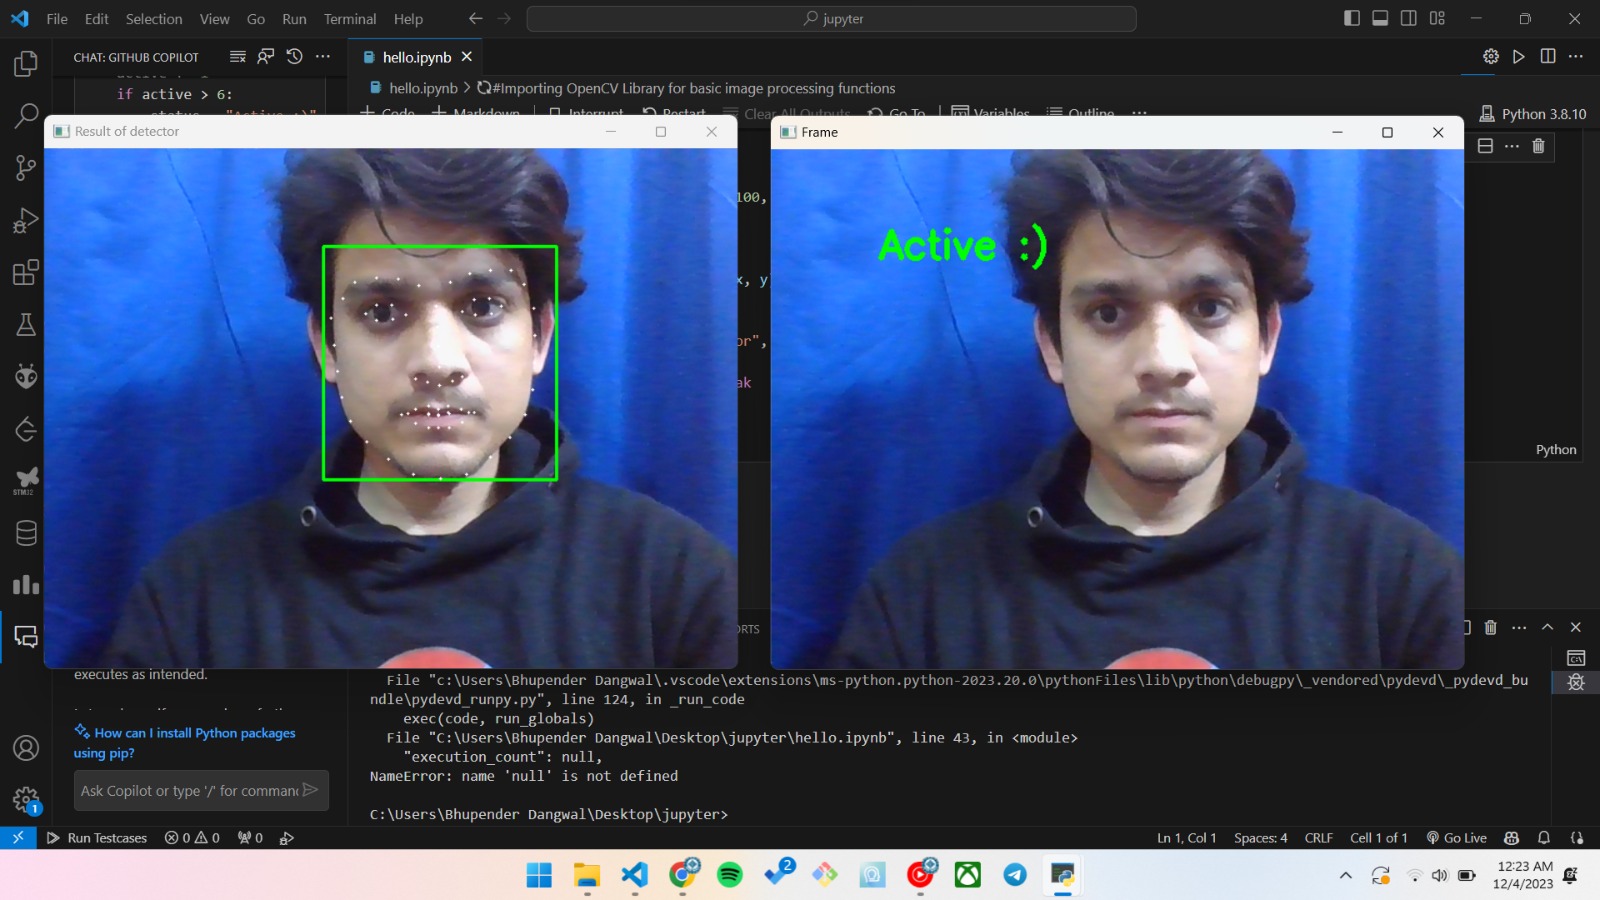 File Edit Selection View Go Run Terminal Help
jupyter
CHAT: GITHUB COPILOT
hello.ipynb
if active > 6:
hello.ipynb > #Importing OpenCV Library for basic image processing functions
Code Markdown Interrupt Restart Clear All Outputs Go To Variables Outline ...
Python 3.8.10
Result of detector
Frame
Active :)
100,
x, y
or",
ak
Python
STM32
ORTS
executes as intended.
How can I install Python packages
using pip?
Ask Copilot or type '/' for comman
File "c:\Users\Bhupender Dangwal\.vscode\extensions\ms-python.python-2023.20.0\pythonFiles\lib\python\debugpy\_vendored\pydevd\_pydevd_bu
ndle\pydevd_runpy.py", line 124, in _run_code
exec(code, run_globals)
File "C:\Users\Bhupender Dangwal\Desktop\jupyter\hello.ipynb", line 43, in <module>
"execution_count": null,
NameError: name 'null' is not defined
C:\Users\Bhupender Dangwal\Desktop\jupyter>
1
Run Testcases 0 0 0
Ln 1, Col 1 Spaces: 4 CRLF Cell 1 of 1 Go Live
2
12:23 AM
12/4/2023